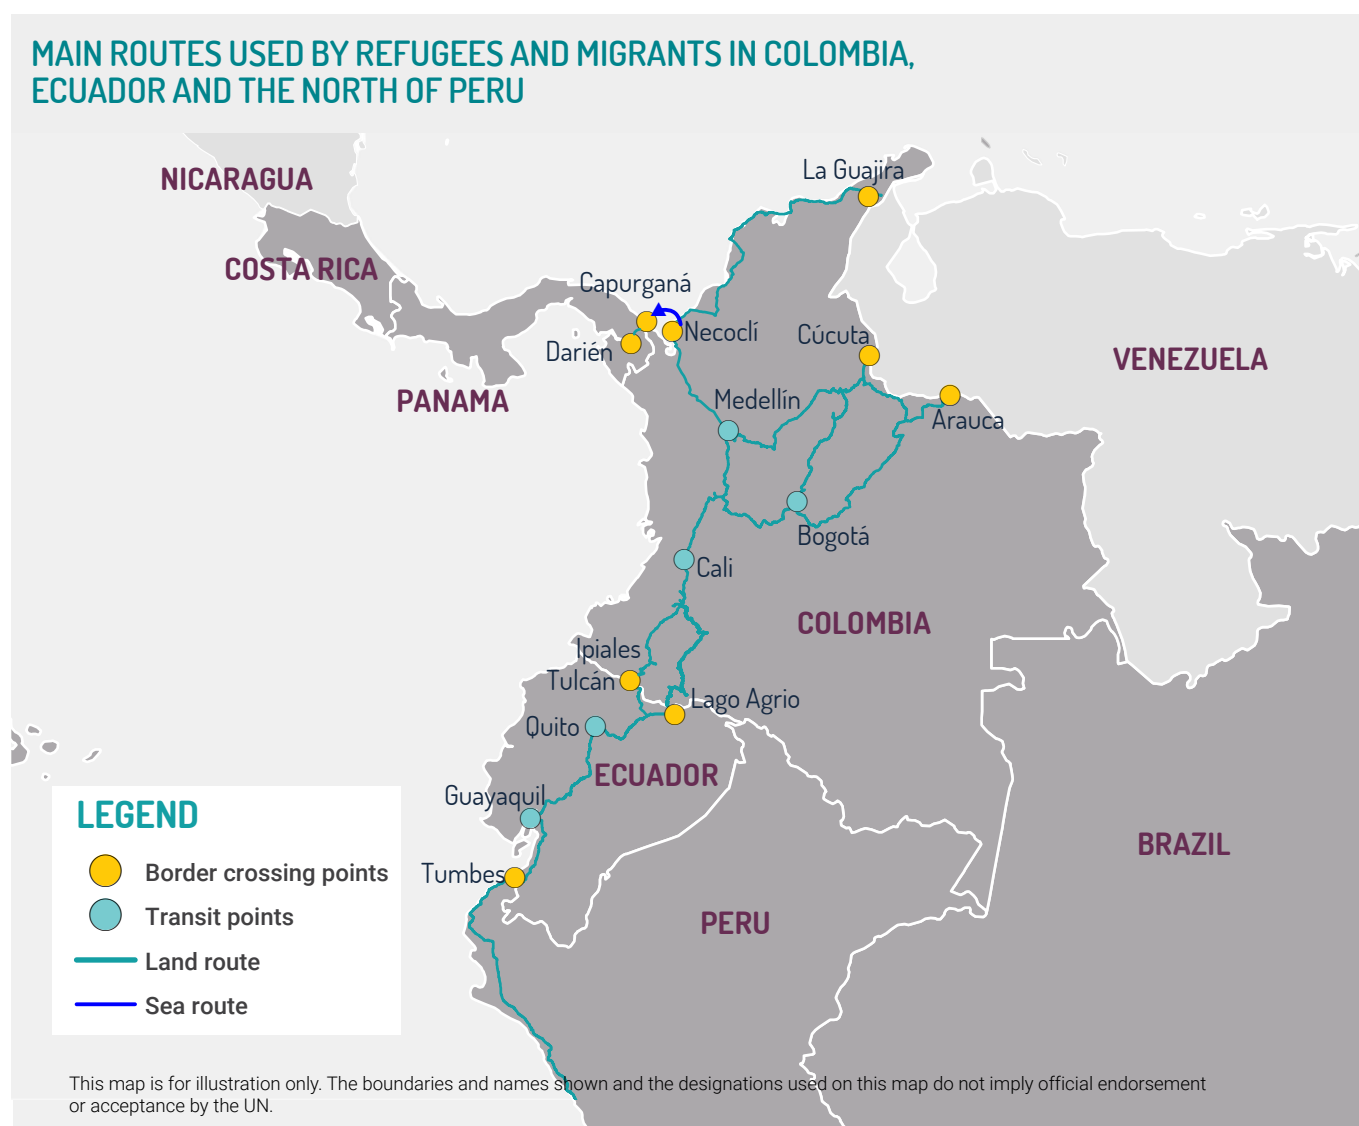 MAIN ROUTES USED BY REFUGEES AND MIGRANTS IN COLOMBIA,
ECUADOR AND THE NORTH OF PERU
La Guajira
NICARAGUA
COSTA RICA
Capurganá
Necoclí
Cúcuta
Darién
VENEZUELA
PANAMA
Medellín
Arauca
Bogotá
Cali
COLOMBIA
Ipiales
Tulcán
Lago Agrio
Quito
ECUADOR
Guayaquil
BRAZIL
Tumbes
PERU
LEGEND
Border crossing points
Transit points
Land route
Sea route
This map is for illustration only. The boundaries and names shown and the designations used on this map do not imply official endorsement
or acceptance by the UN.